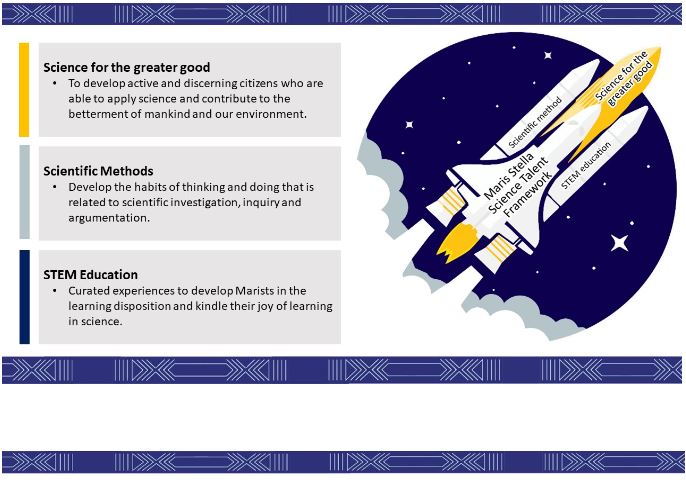 Science for the greater good
• To develop active and discerning citizens who are
able to apply science and contribute to the
betterment of mankind and our environment.
Scientific Methods
• Develop the habits of thinking and doing that is
related to scientific investigation, inquiry and
argumentation.
STEM Education
• Curated experiences to develop Marists in the
learning disposition and kindle their joy of learning
in science.
Science for the
greater good
Scientific method
Maris Stella
Science Talent
Framework
STEM education